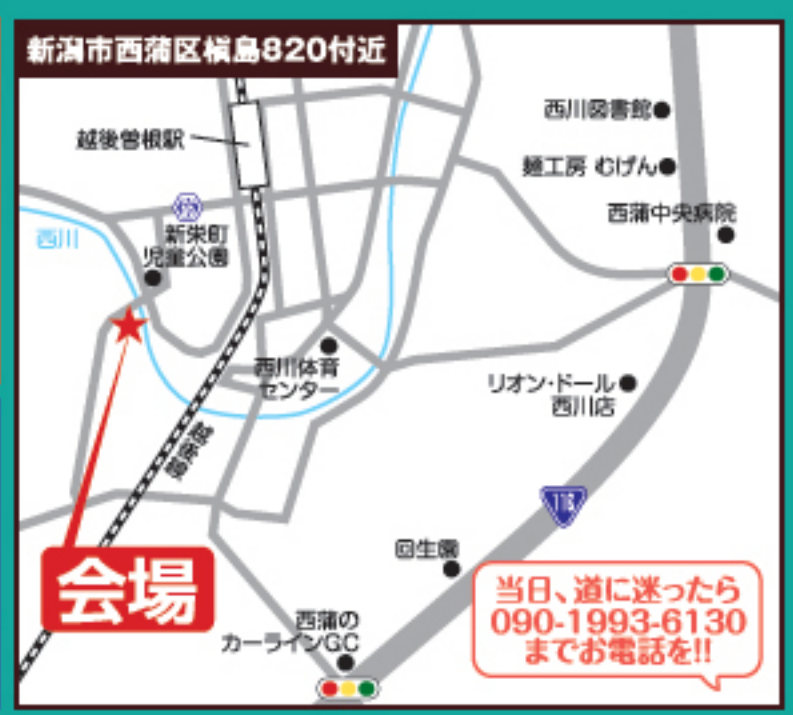 新潟市西蒲区槇島820付近
越後曽根駅
西川図書館
麺工房 むげん
西蒲中央病院
西川
新栄町
児童公園
西川体育
センター
リオン・ドール
西川店
越後線
116
回生園
会場
西蒲の
カーラインGC
当日、道に迷ったら
090-1993-6130
までお電話を!!